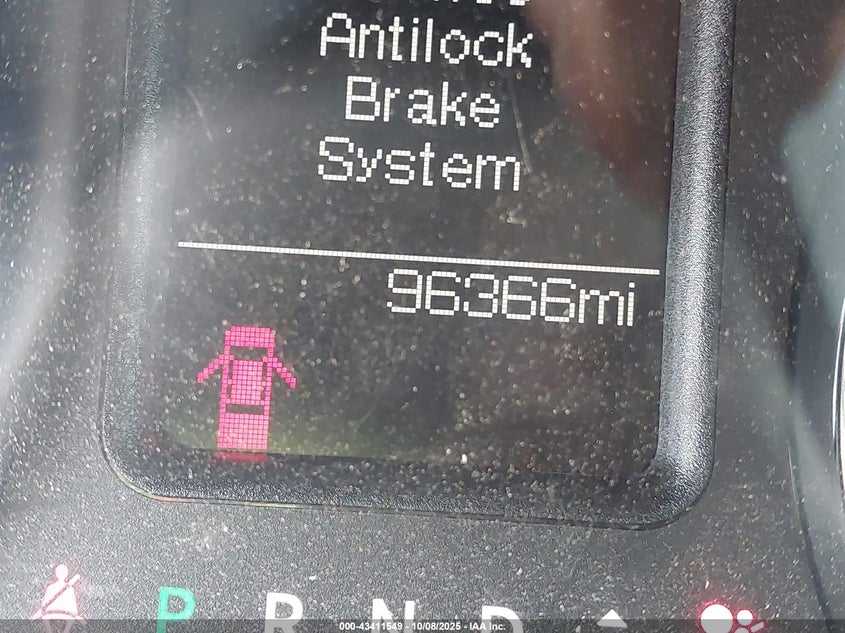 Antilock
Brake
System
96366mi
P R N D
000-43411549 - 10/08/2025 - IAA Inc.